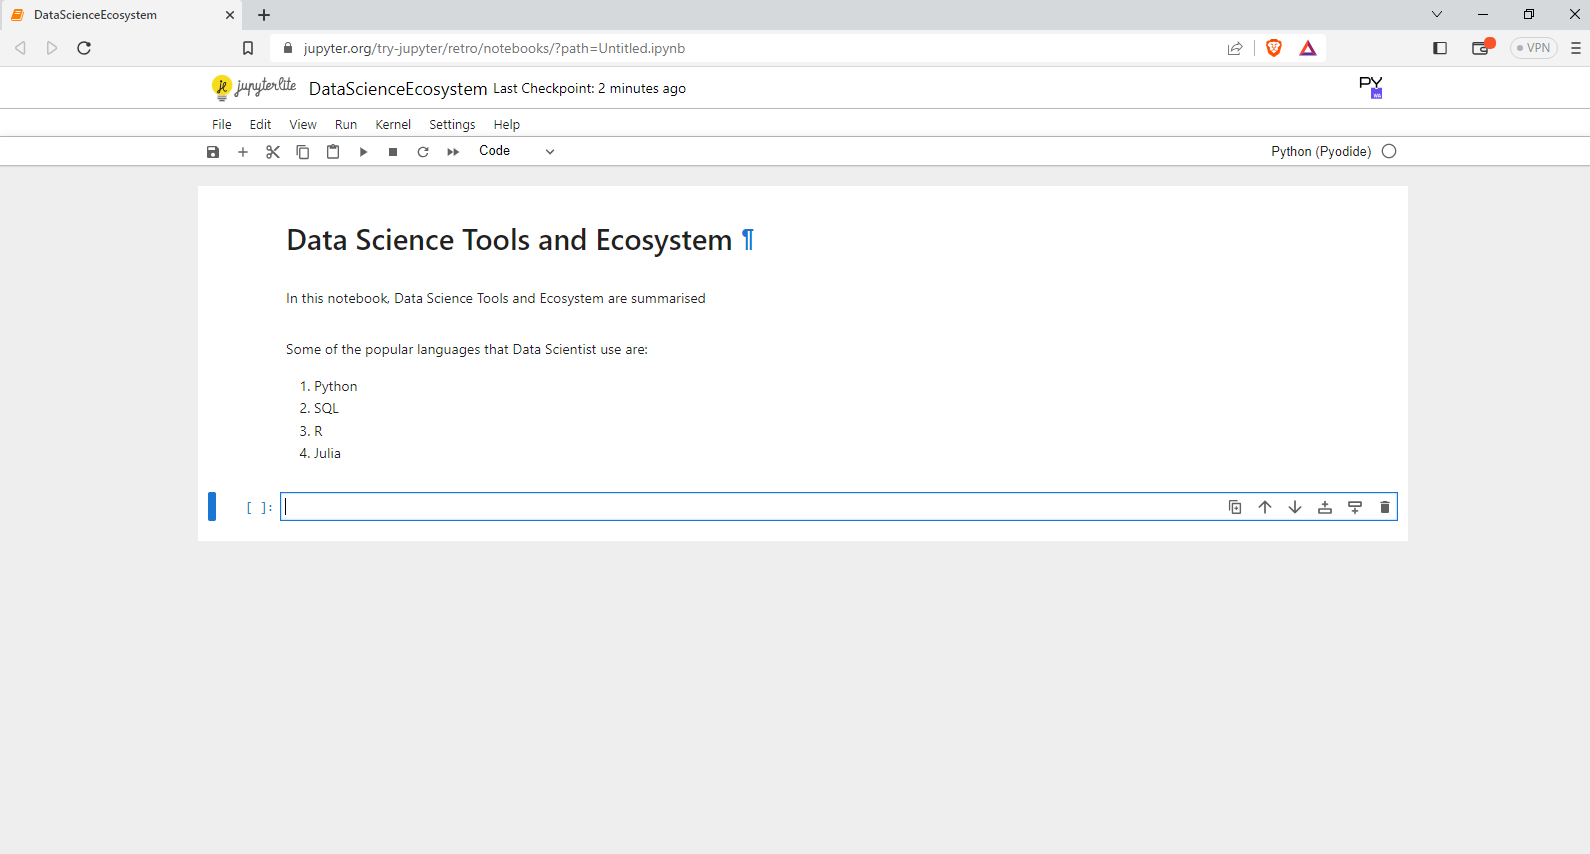 DataScienceEcosystem
jupyter.org/try-jupyter/retro/notebooks/?path=Untitled.ipynb
VPN
jupyterlite DataScienceEcosystem Last Checkpoint: 2 minutes ago
PY
File Edit View Run Kernel Settings Help
Code
Python (Pyodide)
Data Science Tools and Ecosystem ¶
In this notebook, Data Science Tools and Ecosystem are summarised
Some of the popular languages that Data Scientist use are:
1. Python
2. SQL
3. R
4. Julia
[ ]: